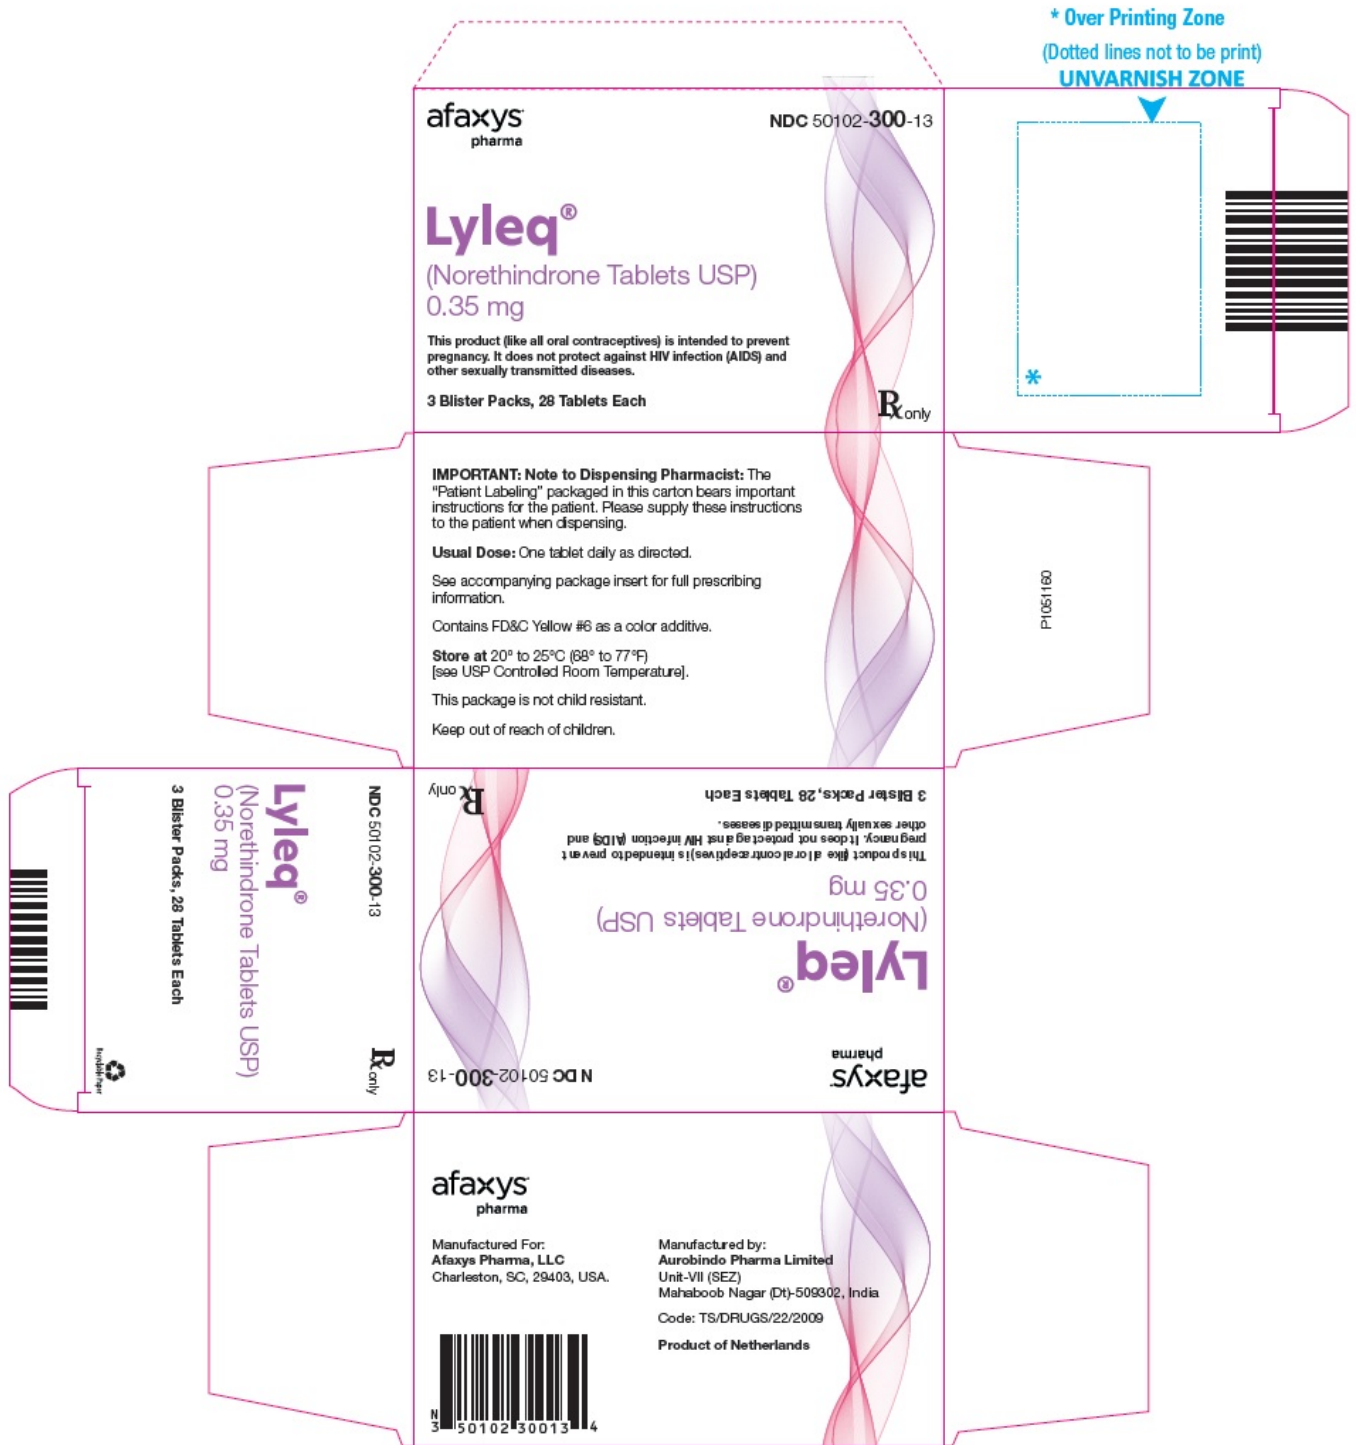 * Over Printing Zone
(Dotted lines not to be print)
UNVARNISH ZONE
*
afaxys
pharma
NDC 50102-300-13
Lyleq®
(Norethindrone Tablets USP)
0.35 mg
This product (like all oral contraceptives) is intended to prevent
pregnancy. It does not protect against HIV infection (AIDS) and
other sexually transmitted diseases.
3 Blister Packs, 28 Tablets Each
Rx only
IMPORTANT: Note to Dispensing Pharmacist: The
“Patient Labeling” packaged in this carton bears important
instructions for the patient. Please supply these instructions
to the patient when dispensing.
Usual Dose: One tablet daily as directed.
See accompanying package insert for full prescribing
information.
Contains FD&C Yellow #6 as a color additive.
Store at 20° to 25°C (68° to 77°F)
[see USP Controlled Room Temperature].
This package is not child resistant.
Keep out of reach of children.
P1051160
NDC 50102-300-13
Lyleq®
(Norethindrone Tablets USP)
0.35 mg
3 Blister Packs, 28 Tablets Each
Rx only
Recyclable Paper
afaxys
pharma
NDC 50102-300-13
Lyleq®
(Norethindrone Tablets USP)
0.35 mg
This product (like all oral contraceptives) is intended to prevent
pregnancy. It does not protect against HIV infection (AIDS) and
other sexually transmitted diseases.
3 Blister Packs, 28 Tablets Each
Rx only
afaxys
pharma
Manufactured For:
Afaxys Pharma, LLC
Charleston, SC, 29403, USA.
Manufactured by:
Aurobindo Pharma Limited
Unit-VII (SEZ)
Mahaboob Nagar (Dt)-509302, India
Code: TS/DRUGS/22/2009
Product of Netherlands
N
3 50102 30013 4